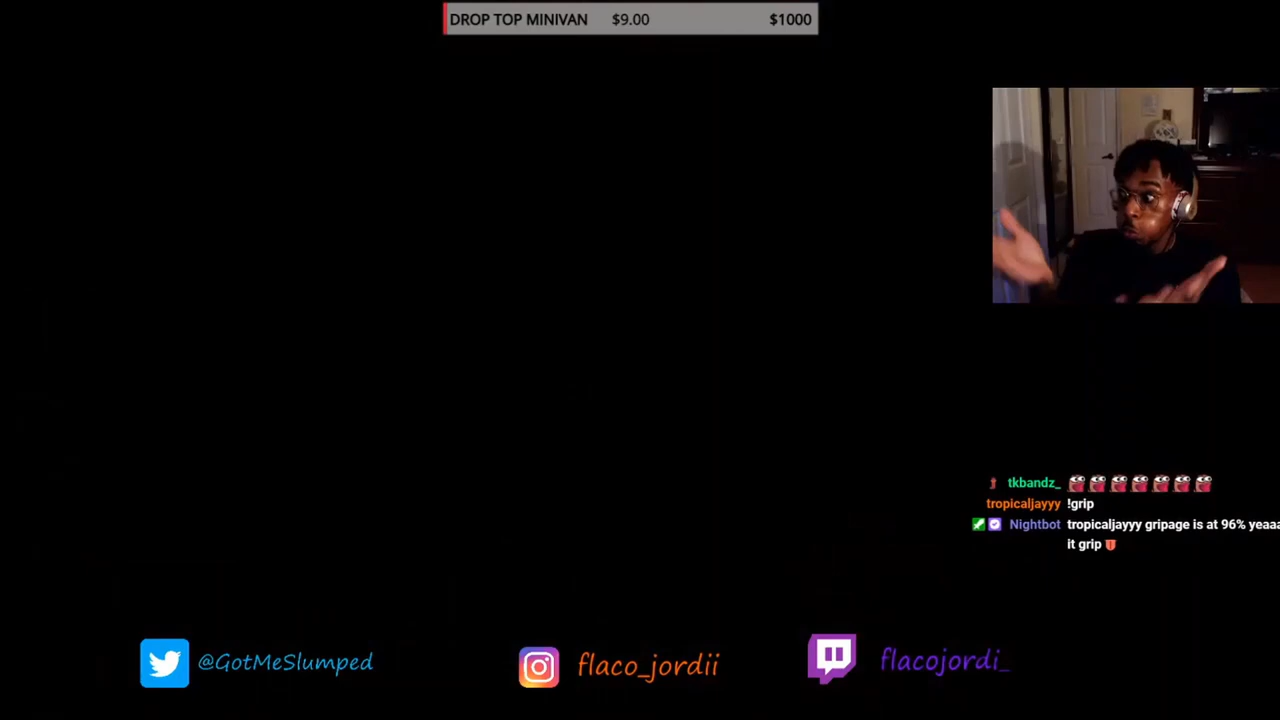 DROP TOP MINIVAN $9.00 $1000
tkbandz_
tropicaljayyy !grip
Nightbot tropicaljayyy gripage is at 96% yeaaa
it grip
@GotMeSlumped flaco_jordii flacojordi_